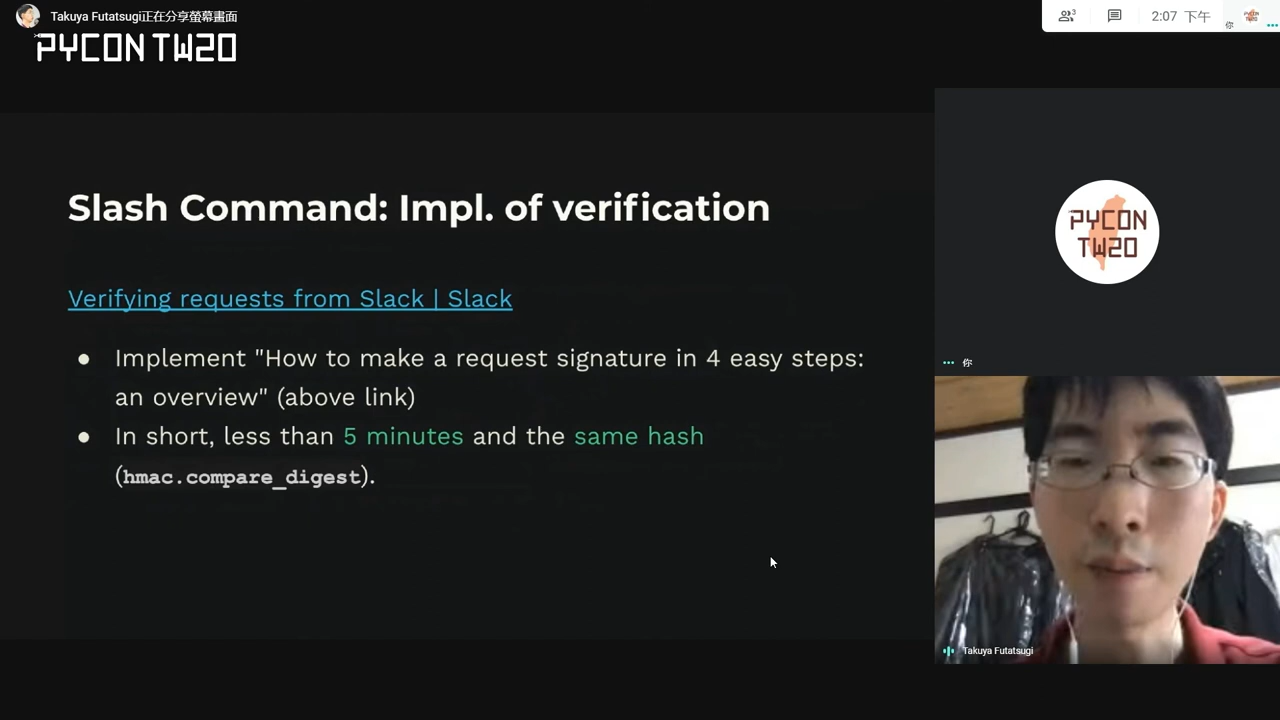 Takuya Futatsugi正在分享螢幕畫面
PYCON TW20
3
2:07 下午
你
Slash Command: Impl. of verification
Verifying requests from Slack | Slack
● Implement "How to make a request signature in 4 easy steps:
an overview" (above link)
● In short, less than 5 minutes and the same hash
(hmac.compare_digest).
PYCON
TW20
你
Takuya Futatsugi